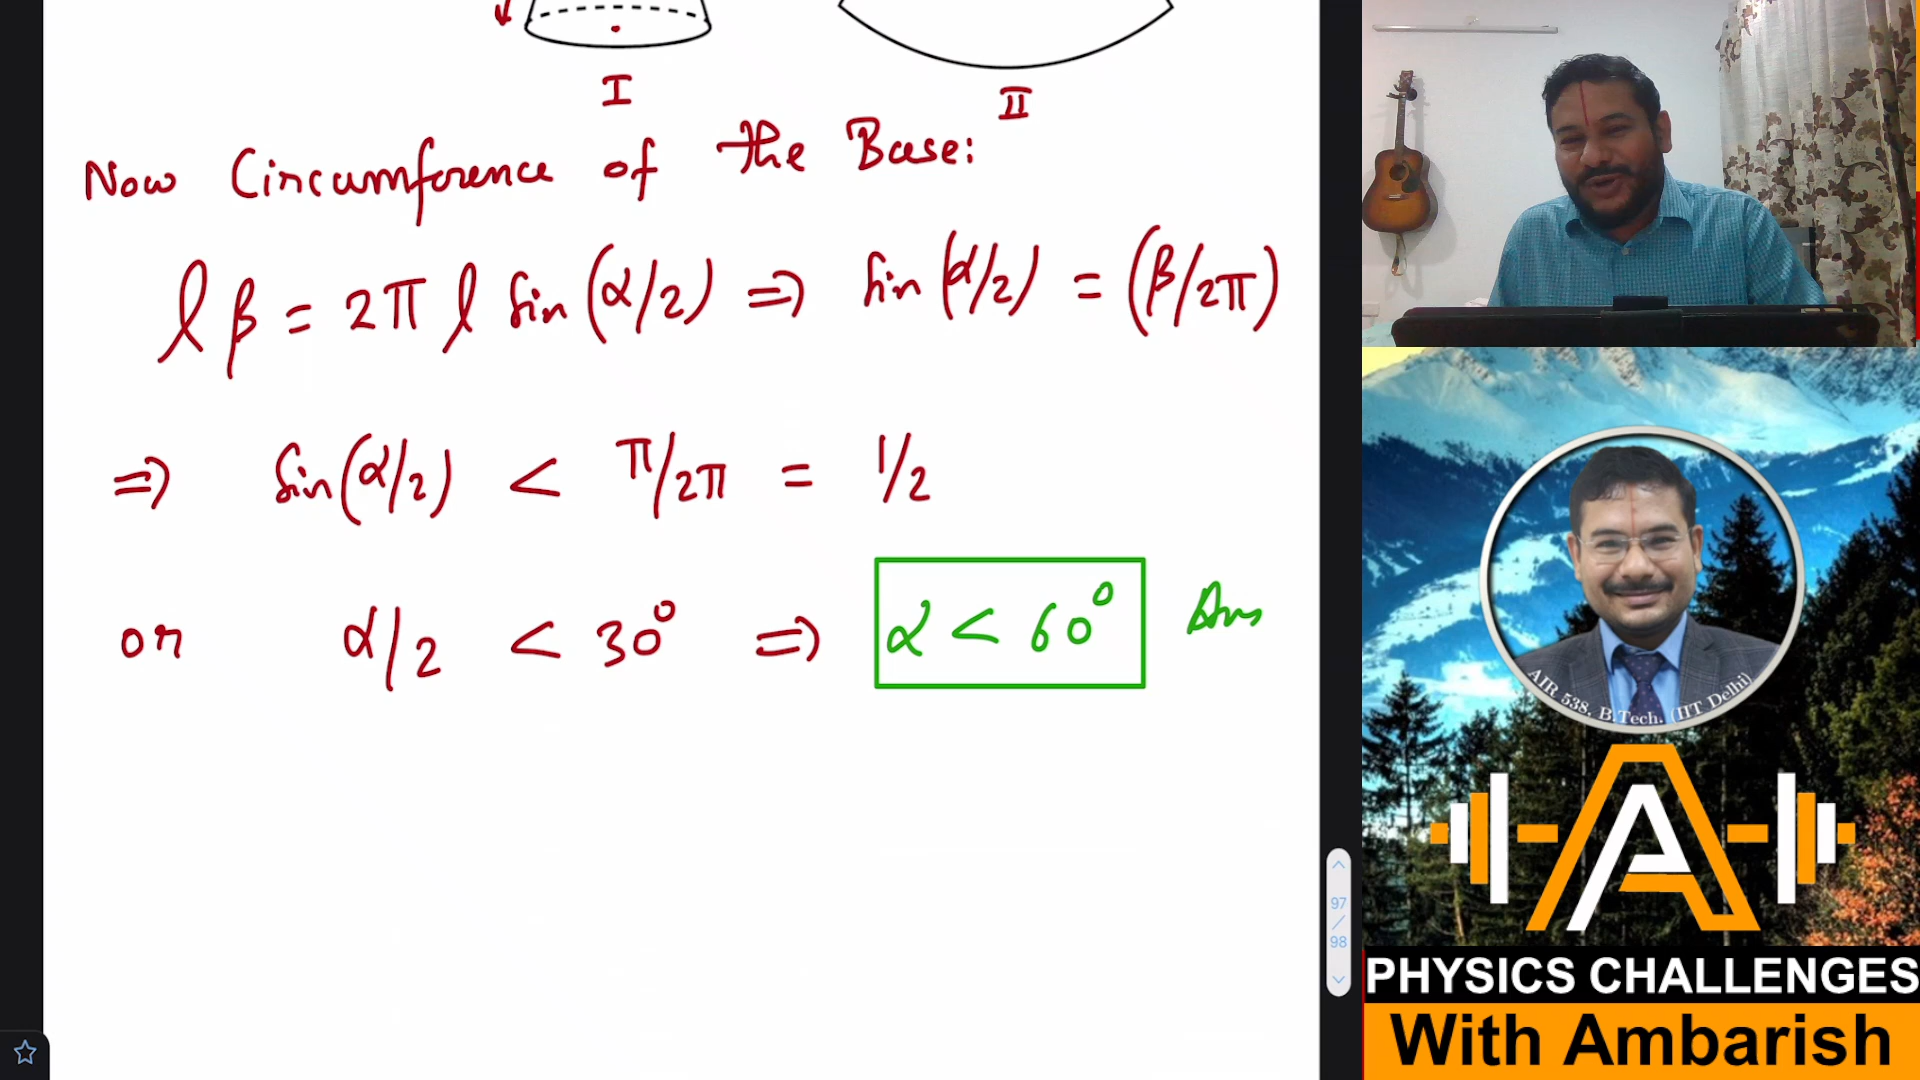 I
II
Now Circumference of the Base:
lβ = 2π l Sin(α/2) => Sin(α/2) = (β/2π)
=> Sin(α/2) < π/2π = 1/2
or α/2 < 30° => α < 60° Ans
97
/
98
AIR 538, B.Tech. (IIT Delhi)
A
PHYSICS CHALLENGES
With Ambarish